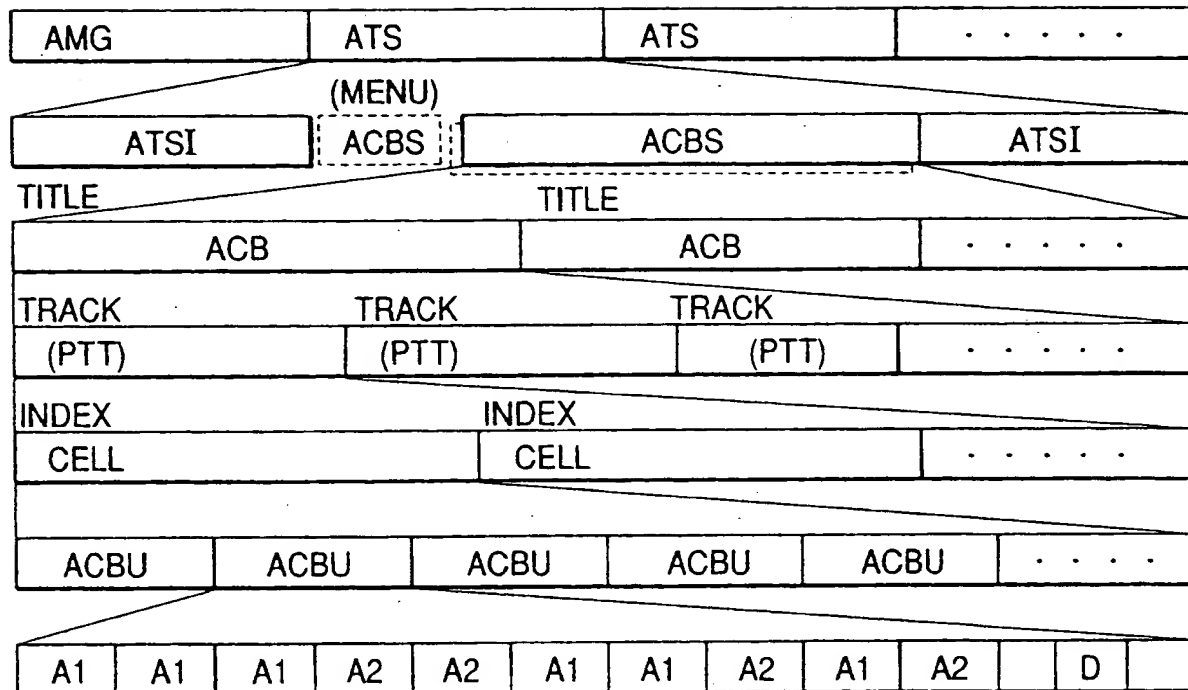 AMG ATS ATS . . . . .
(MENU)
ATSI ACBS ACBS ATSI
TITLE TITLE
ACB ACB . . . . .
TRACK TRACK TRACK
(PTT) (PTT) (PTT) . . . . .
INDEX INDEX
CELL CELL . . . . .
ACBU ACBU ACBU ACBU ACBU . . . .
A1 A1 A1 A2 A2 A1 A1 A2 A1 A2 D